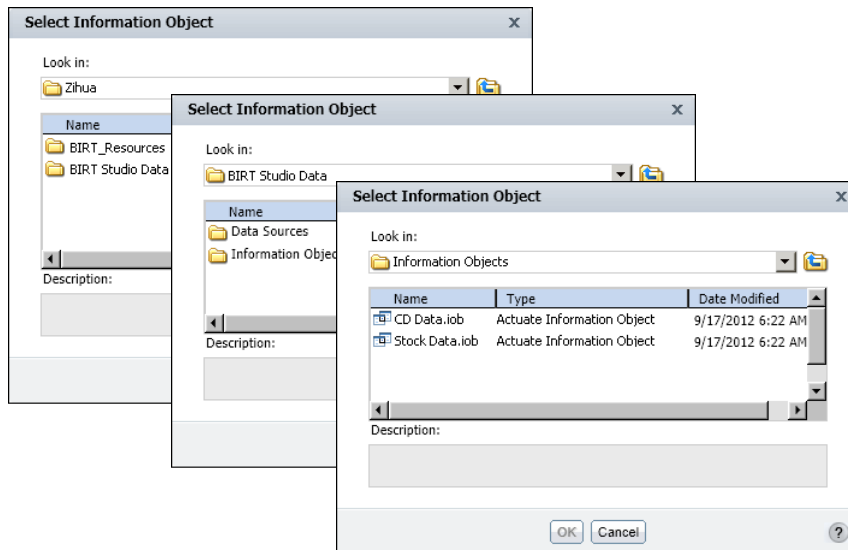 Select Information Object x
Look in:
Zihua
Name
BIRT_Resources
BIRT Studio Data
Description:
Select Information Object x
Look in:
BIRT Studio Data
Name
Data Sources
Information Objec
Description:
Select Information Object x
Look in:
Information Objects
Name Type Date Modified
CD Data.iob Actuate Information Object 9/17/2012 6:22 AM
Stock Data.iob Actuate Information Object 9/17/2012 6:22 AM
Description:
OK Cancel ?